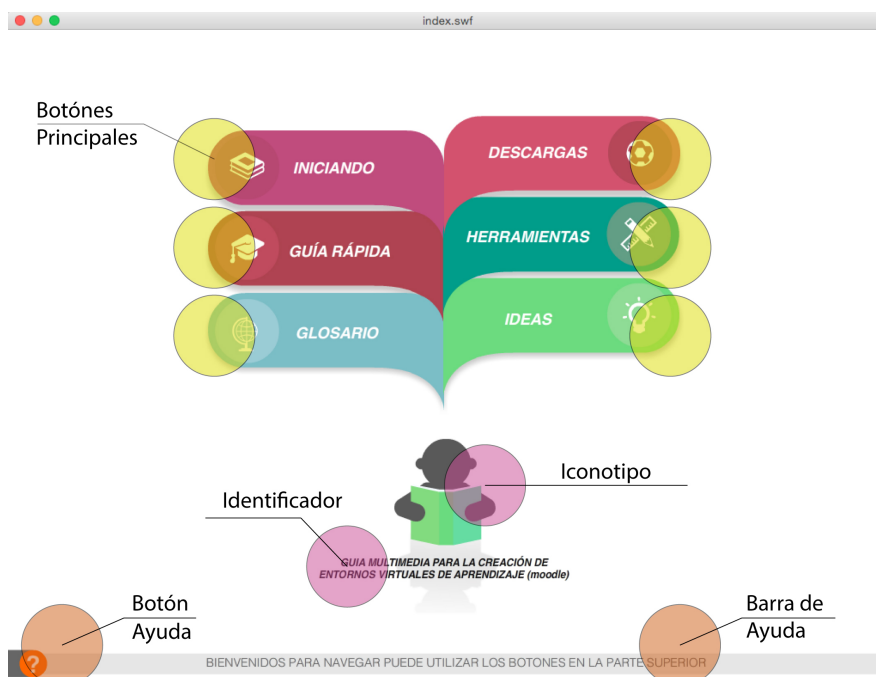 index.swf
Botónes
Principales
INICIANDO
DESCARGAS
GUÍA RÁPIDA
HERRAMIENTAS
GLOSARIO
IDEAS
Iconotipo
Identificador
GUIA MULTIMEDIA PARA LA CREACIÓN DE
ENTORNOS VIRTUALES DE APRENDIZAJE (moodle)
Botón
Ayuda
Barra de
Ayuda
?
BIENVENIDOS PARA NAVEGAR PUEDE UTILIZAR LOS BOTONES EN LA PARTE SUPERIOR